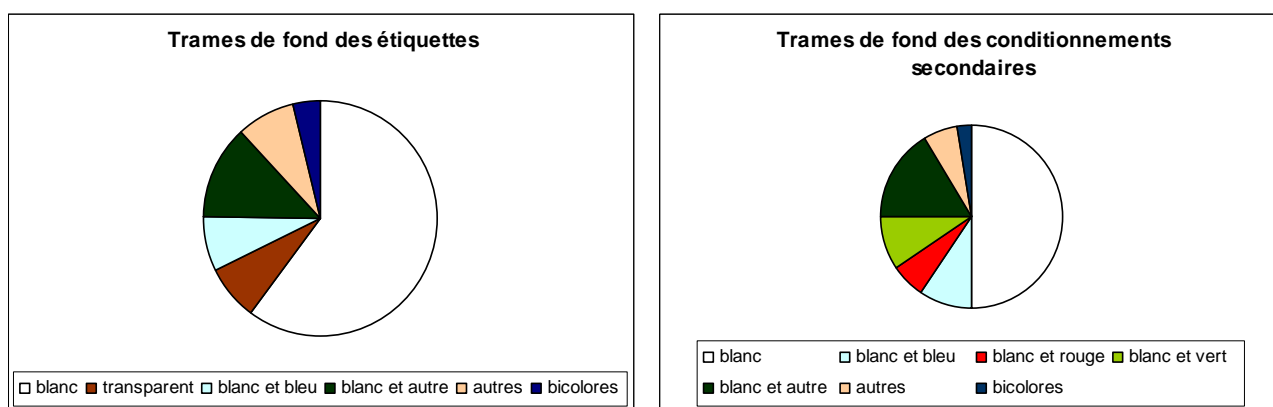 Trames de fond des étiquettes
blanc transparent blanc et bleu blanc et autre autres bicolores
Trames de fond des conditionnements
secondaires
blanc blanc et bleu blanc et rouge blanc et vert
blanc et autre autres bicolores